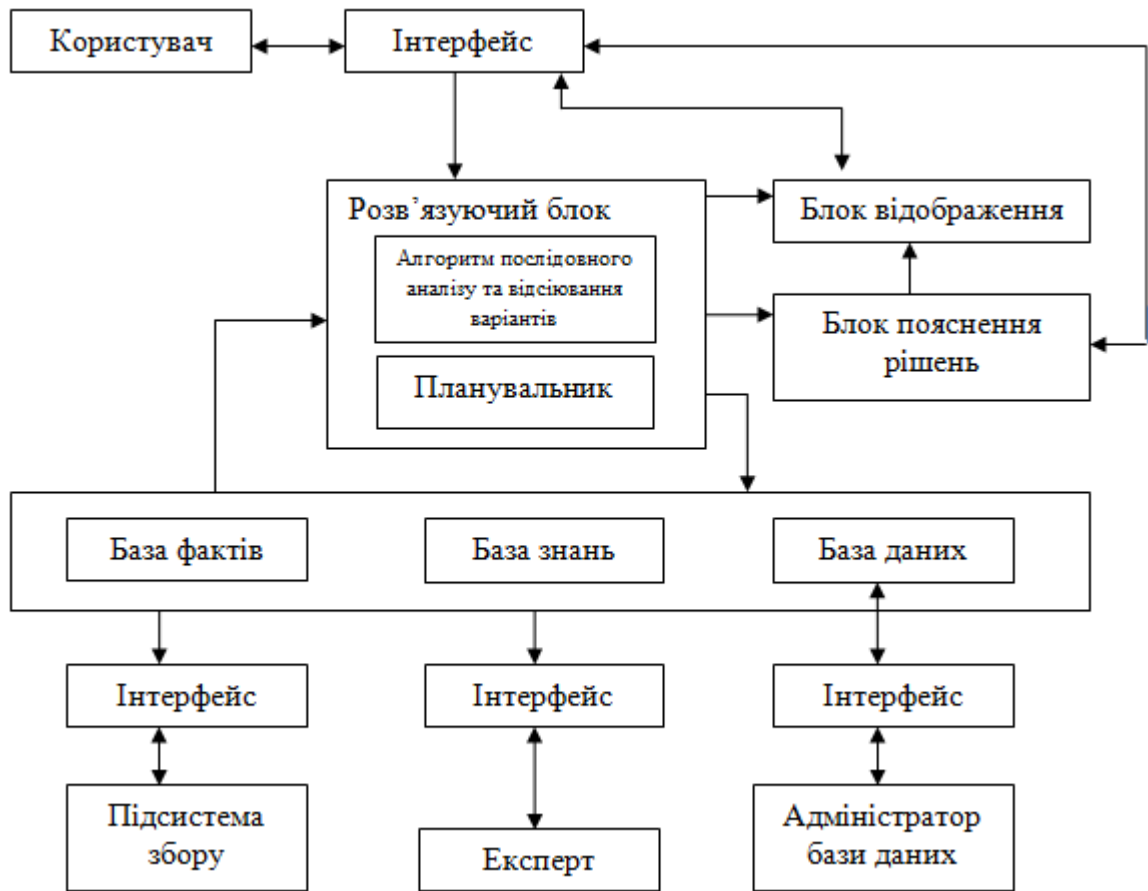 Користувач
Інтерфейс
Розв’язуючий блок
Алгоритм послідовного
аналізу та відсіювання
варіантів
Планувальник
Блок відображення
Блок пояснення
рішень
База фактів
База знань
База даних
Інтерфейс
Інтерфейс
Інтерфейс
Підсистема
збору
Експерт
Адміністратор
бази даних